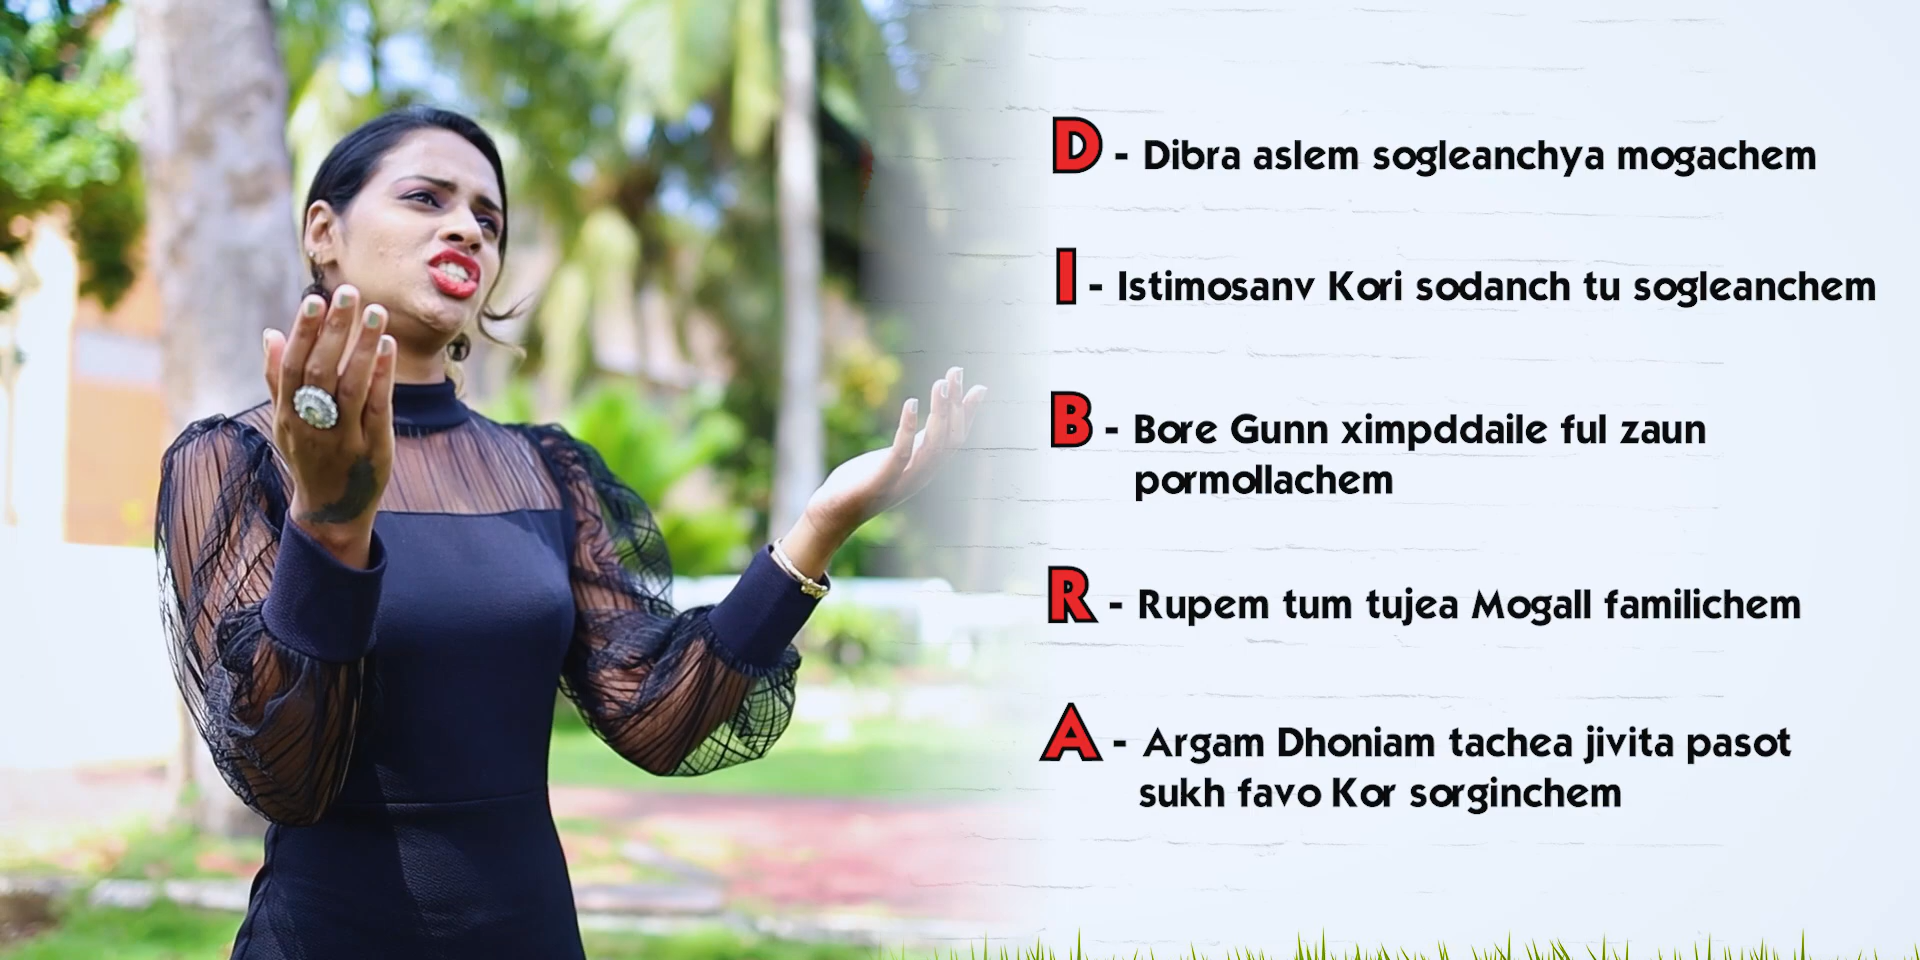 D - Dibra aslem sogleanchya mogachem
I - Istimosanv Kori sodanch tu sogleanchem
B - Bore Gunn ximpddaile ful zaun
pormollachem
R - Rupem tum tujea Mogall familichem
A - Argam Dhoniam tachea jivita pasot
sukh favo Kor sorginchem